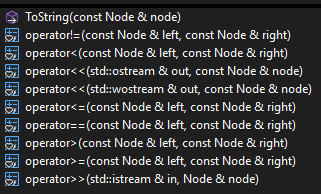 ToString(const Node & node)
operator!=(const Node & left, const Node & right)
operator<(const Node & left, const Node & right)
operator<<(std::ostream & out, const Node & node)
operator<<(std::wostream & out, const Node & node)
operator<=(const Node & left, const Node & right)
operator==(const Node & left, const Node & right)
operator>(const Node & left, const Node & right)
operator>=(const Node & left, const Node & right)
operator>>(std::istream & in, Node & node)